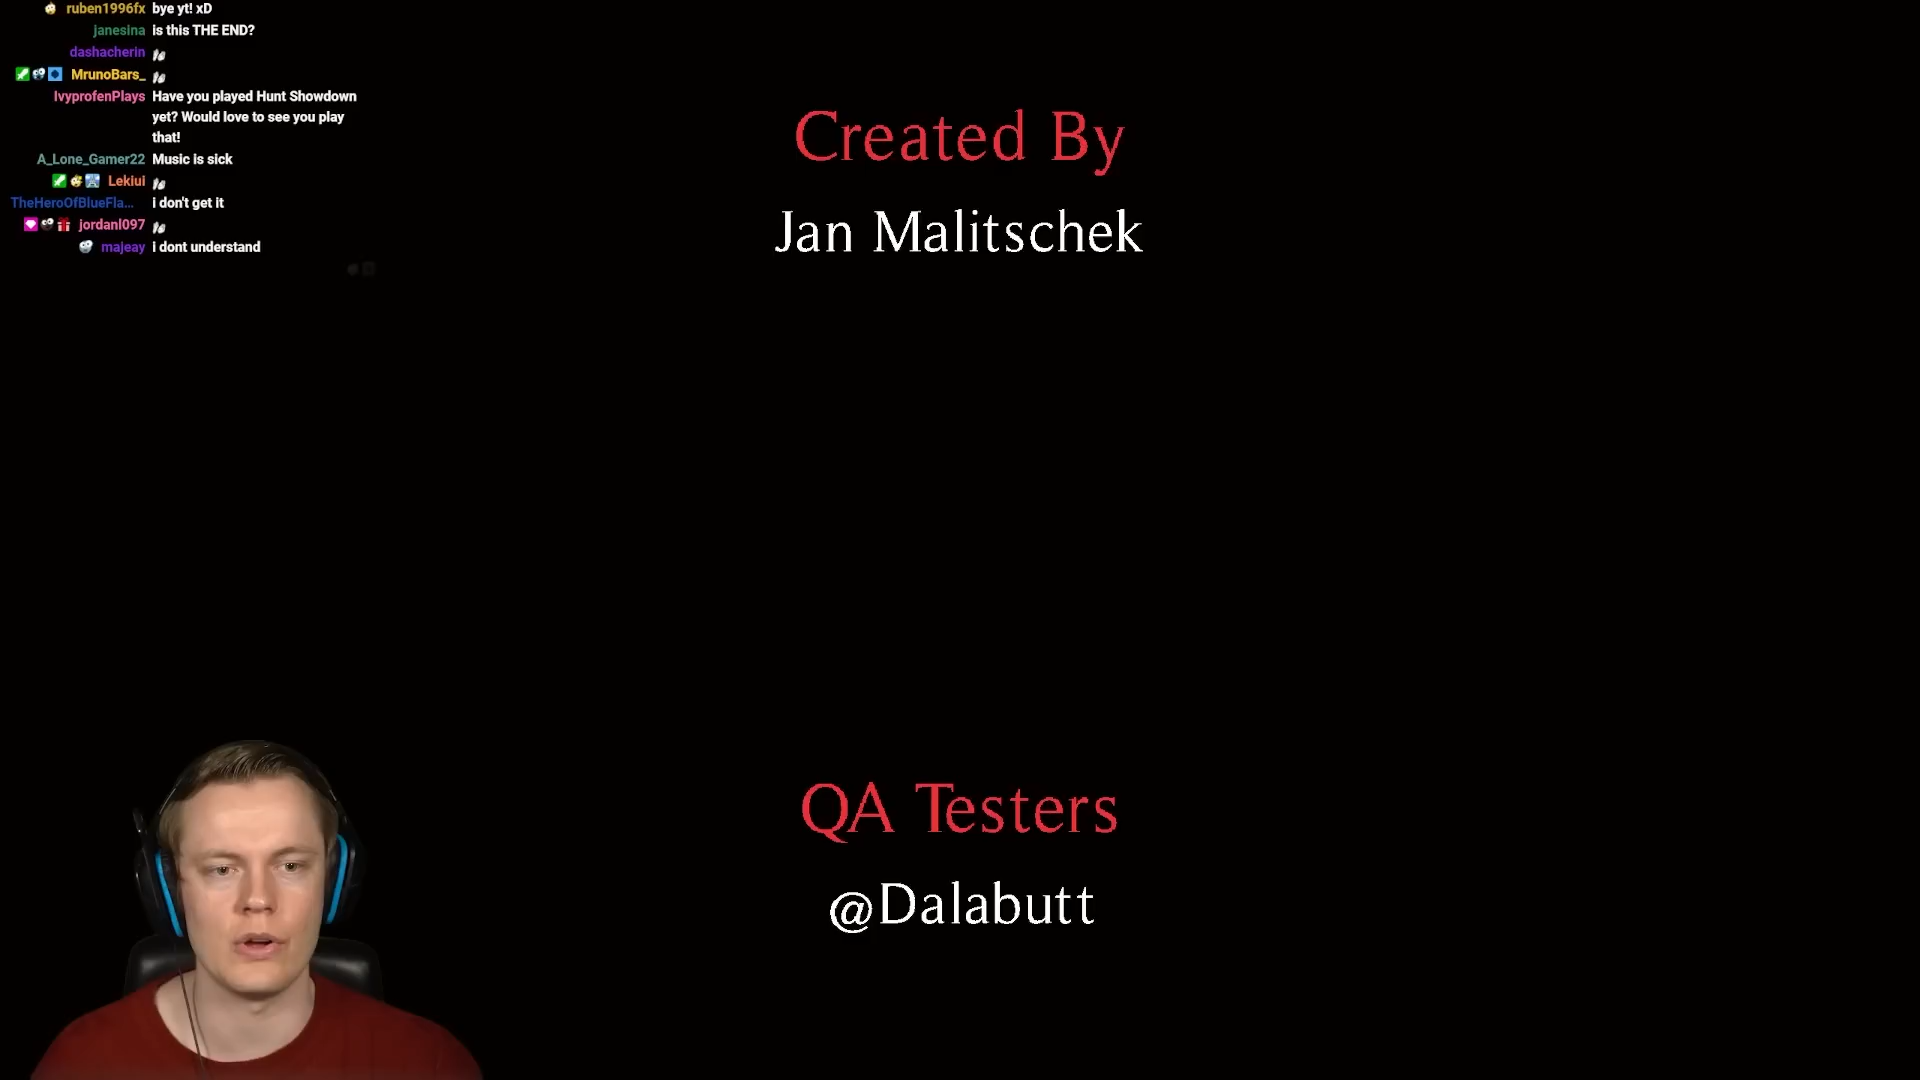 ruben1996fx bye yt! xD
janesina is this THE END?
dashacherin
MrunoBars_
IvyprofenPlays Have you played Hunt Showdown
yet? Would love to see you play
that!
A_Lone_Gamer22 Music is sick
Lekiui
TheHeroOfBlueFla... i don't get it
jordanl097
majeay i dont understand
Created By
Jan Malitschek
QA Testers
@Dalabutt